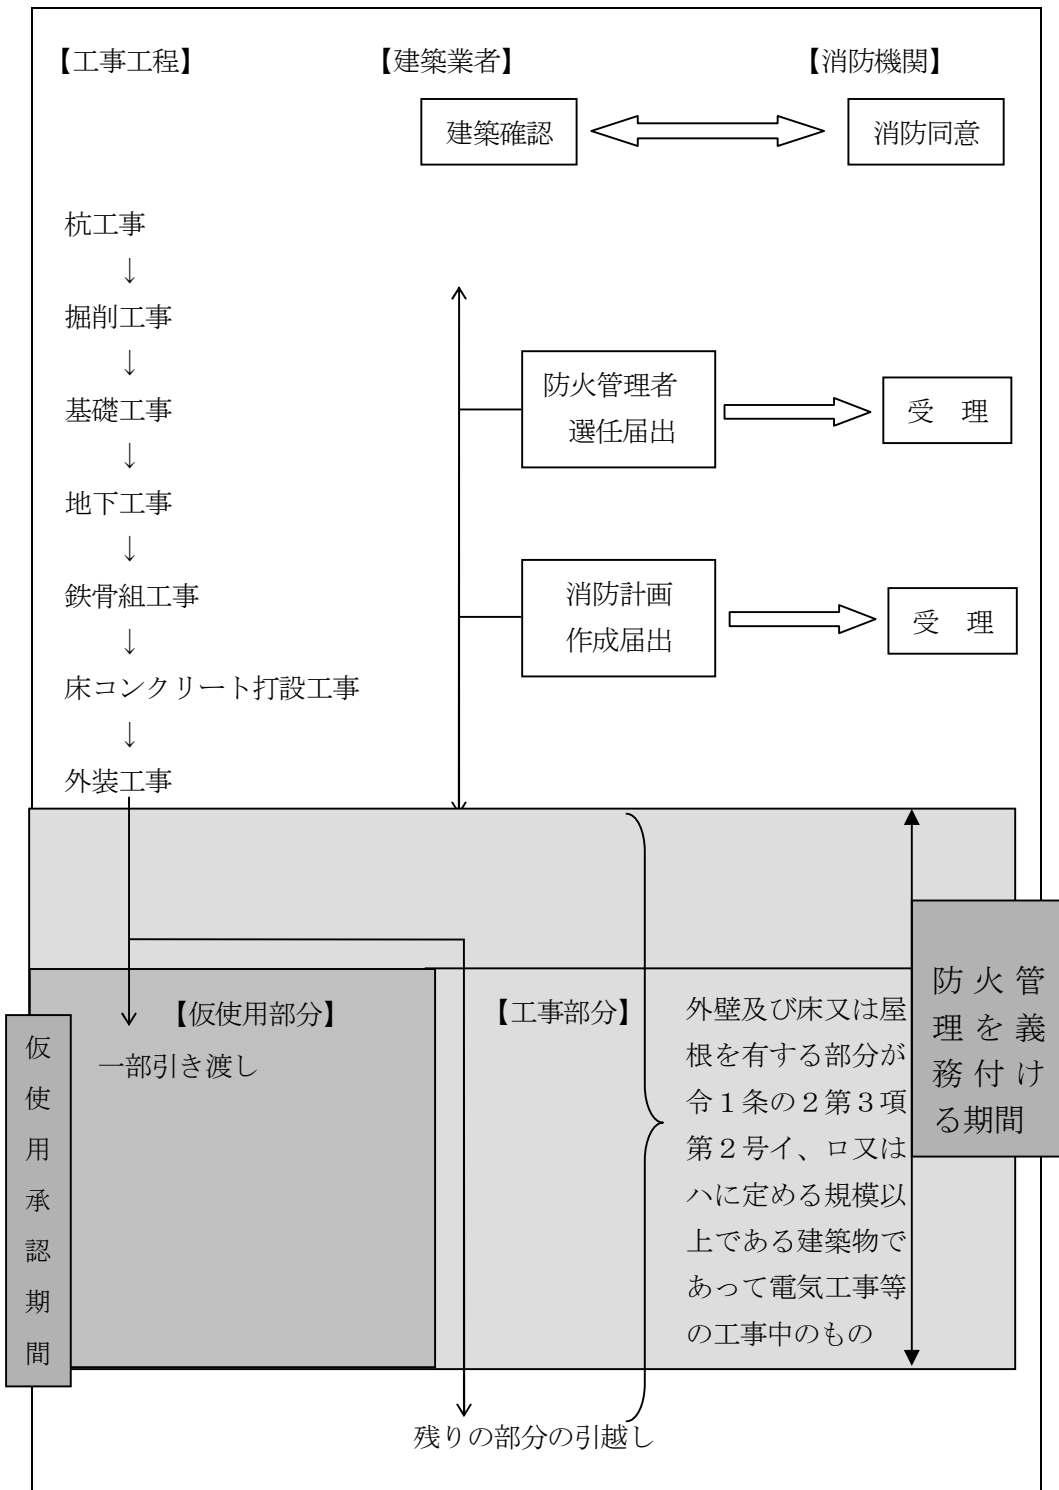 【工事工程】
【建築業者】
【消防機関】
建築確認
消防同意
杭工事
↓
掘削工事
↓
基礎工事
↓
地下工事
↓
鉄骨組工事
↓
床コンクリート打設工事
↓
外装工事
防火管理者
選任届出
受 理
消防計画
作成届出
受 理
【仮使用部分】
一部引き渡し
【工事部分】
外壁及び床又は屋
根を有する部分が
令1条の2第3項
第2号イ、ロ又は
ハに定める規模以
上である建築物で
あって電気工事等
の工事中のもの
防火管
理を義
務付け
る期間
仮使用承認期間
残りの部分の引越し